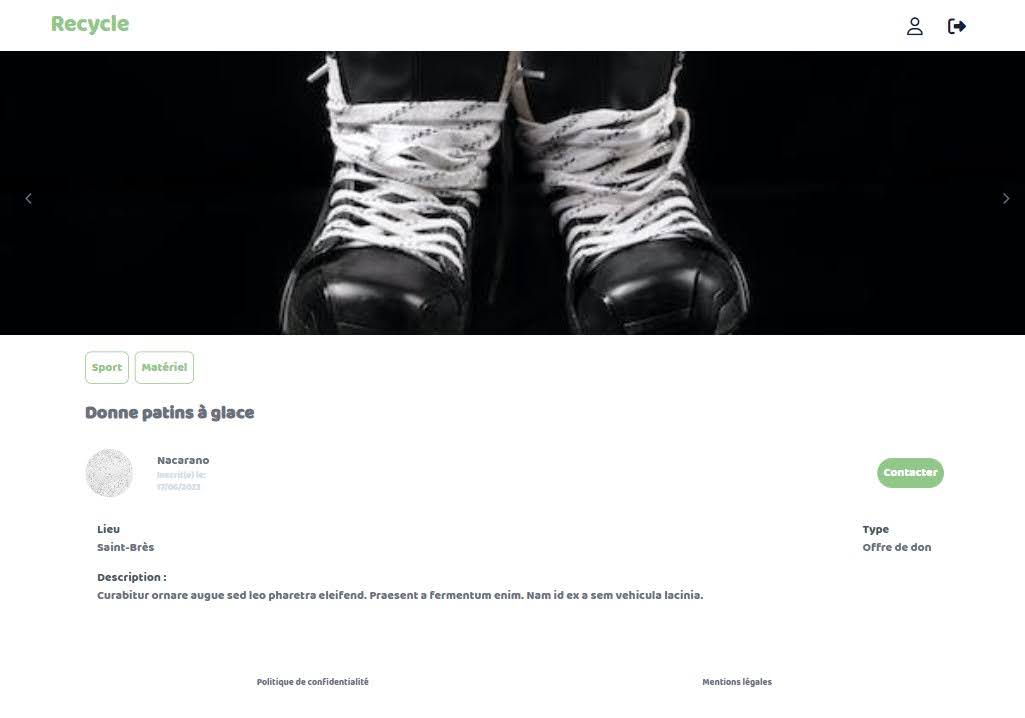 Recycle
Sport
Matériel
Donne patins à glace
Nacarano
Inscrit(e) le:
17/06/2023
Contacter
Lieu
Type
Saint-Brès
Offre de don
Description :
Curabitur ornare augue sed leo pharetra eleifend. Praesent a fermentum enim. Nam id ex a sem vehicula lacinia.
Politique de confidentialité
Mentions légales